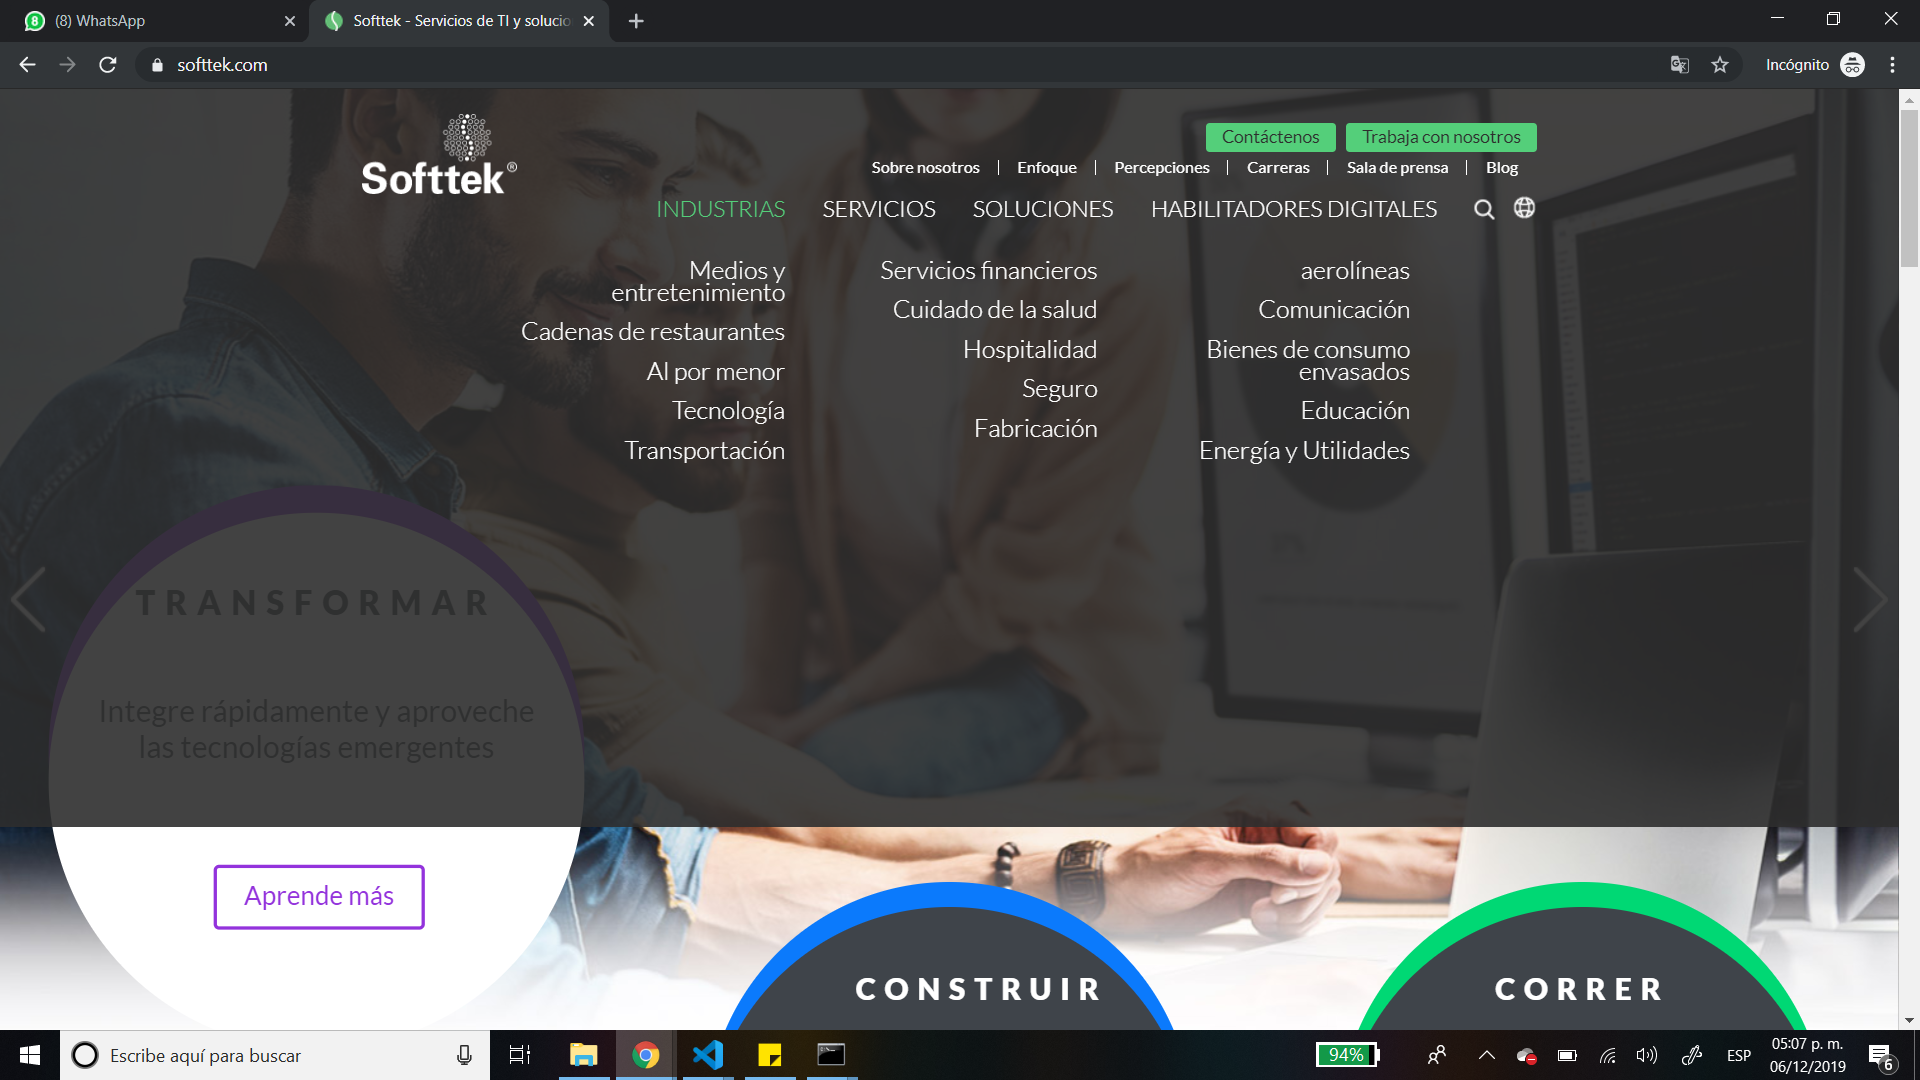 (8) WhatsApp
Softtek - Servicios de TI y solucio
softtek.com
Incógnito
Contáctenos
Trabaja con nosotros
Softtek®
Sobre nosotros | Enfoque | Percepciones | Carreras | Sala de prensa | Blog
INDUSTRIAS SERVICIOS SOLUCIONES HABILITADORES DIGITALES
Medios y
entretenimiento
Cadenas de restaurantes
Al por menor
Tecnología
Transportación
Servicios financieros
Cuidado de la salud
Hospitalidad
Seguro
Fabricación
aerolíneas
Comunicación
Bienes de consumo
envasados
Educación
Energía y Utilidades
TRANSFORMAR
Integre rápidamente y aproveche
las tecnologías emergentes
Aprende más
CONSTRUIR
CORRER
Escribe aquí para buscar
94%
ESP
05:07 p. m.
06/12/2019
6